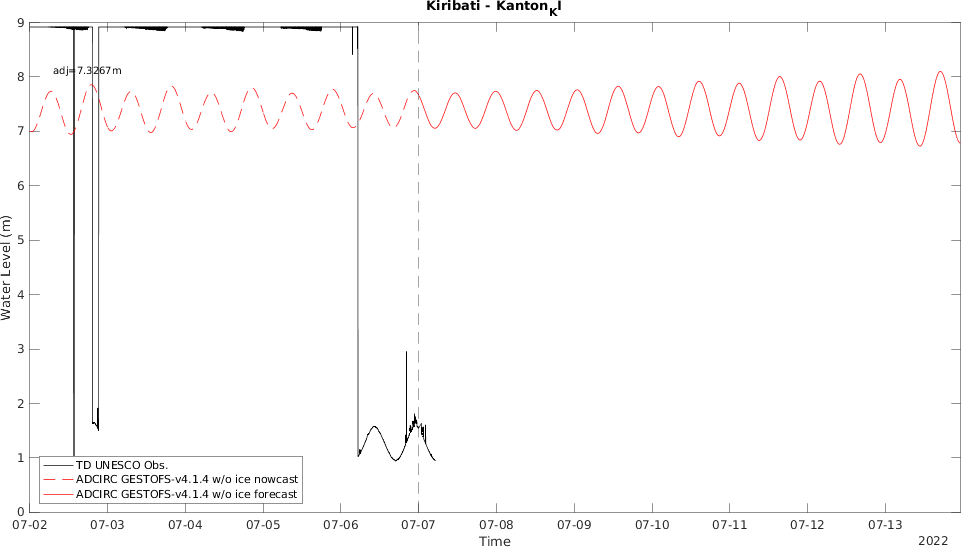 Kiribati - Kanton_KI
9
8
7
6
5
4
3
2
1
0
Water Level (m)
adj=7.3267m
TD UNESCO Obs.
ADCIRC GESTOFS-v4.1.4 w/o ice nowcast
ADCIRC GESTOFS-v4.1.4 w/o ice forecast
07-02 07-03 07-04 07-05 07-06 07-07 07-08 07-09 07-10 07-11 07-12 07-13
Time
2022